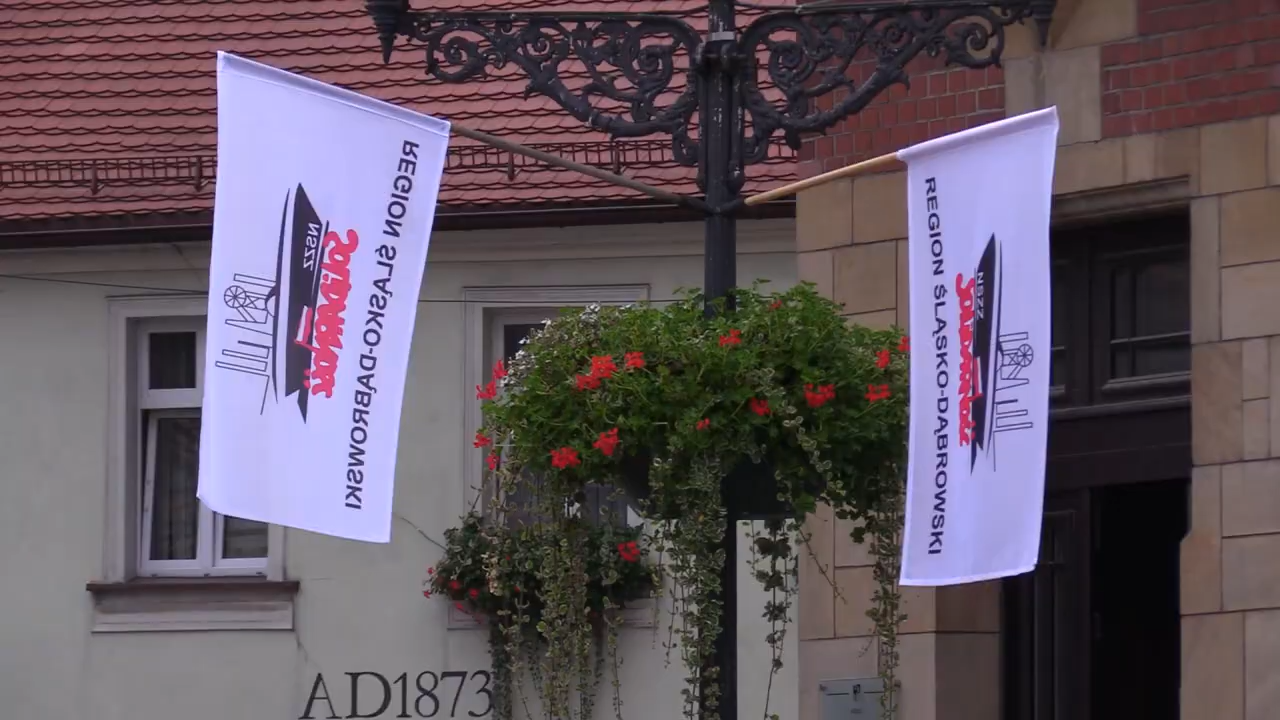 REGION ŚLĄSKO-DĄBROWSKI
NSZZ
SOLIDARNOŚĆ
REGION ŚLĄSKO-DĄBROWSKI
NSZZ
SOLIDARNOŚĆ
AD1873